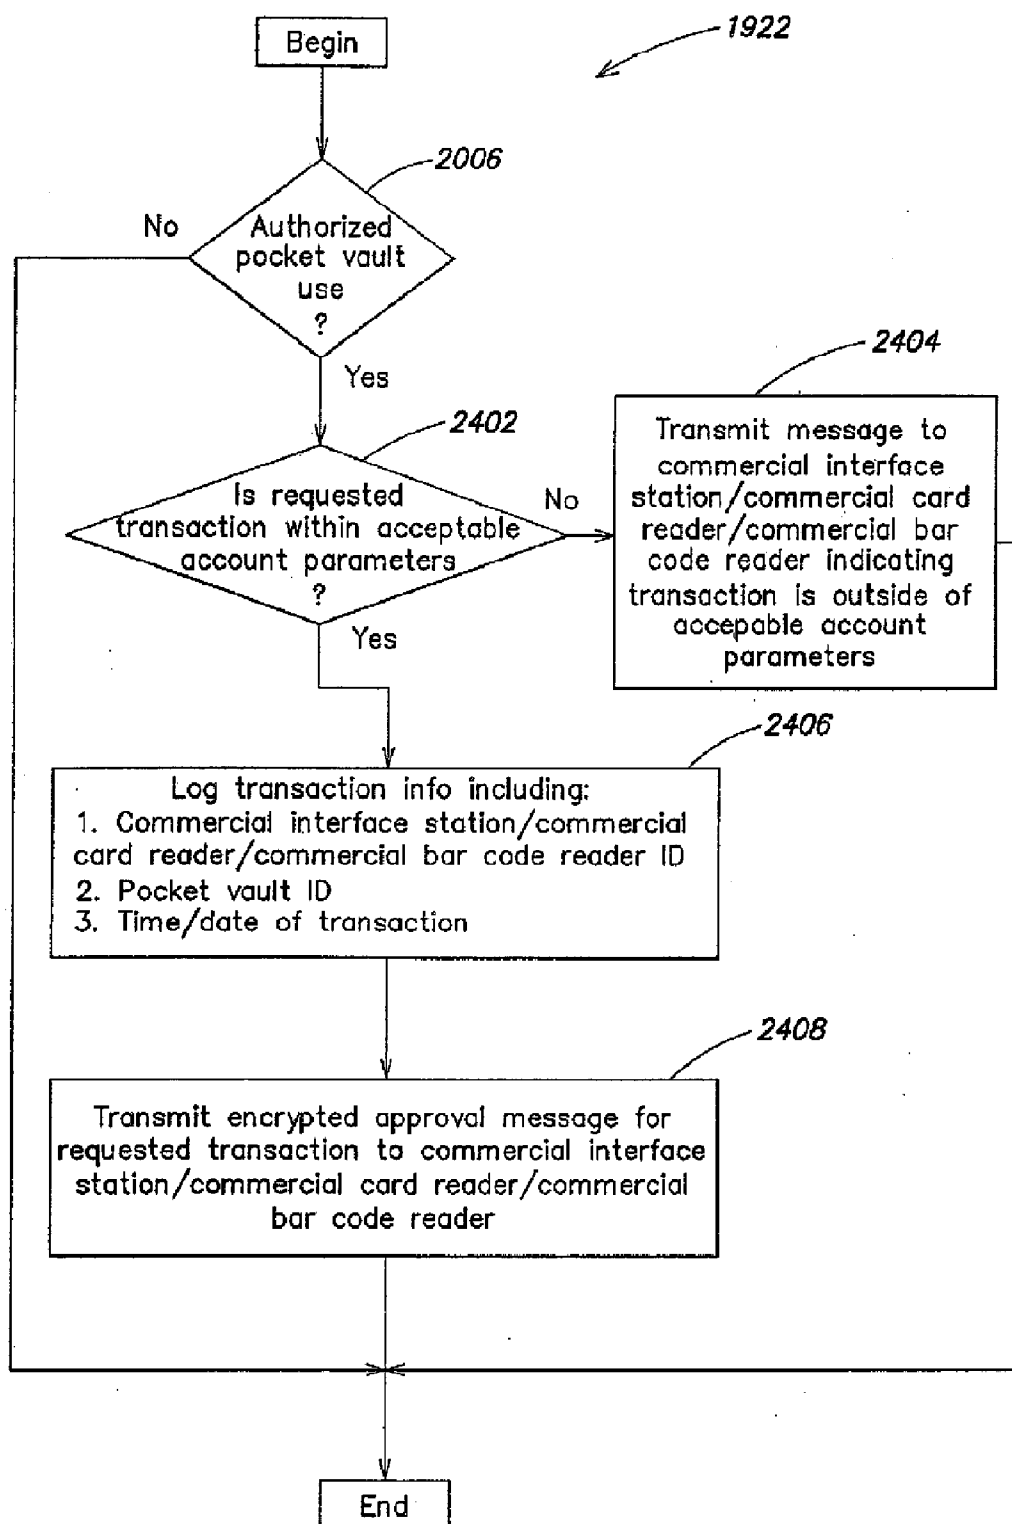 Begin
1922
2006
No
Authorized
pocket vault
use
?
Yes
2402
Is requested
transaction within acceptable
account parameters
?
No
Yes
2404
Transmit message to
commercial interface
station/commercial card
reader/commercial bar
code reader indicating
transaction is outside of
accepable account
parameters
2406
Log transaction info including:
1. Commercial interface station/commercial
card reader/commercial bar code reader ID
2. Pocket vault ID
3. Time/date of transaction
2408
Transmit encrypted approval message for
requested transaction to commercial interface
station/commercial card reader/commercial
bar code reader
End